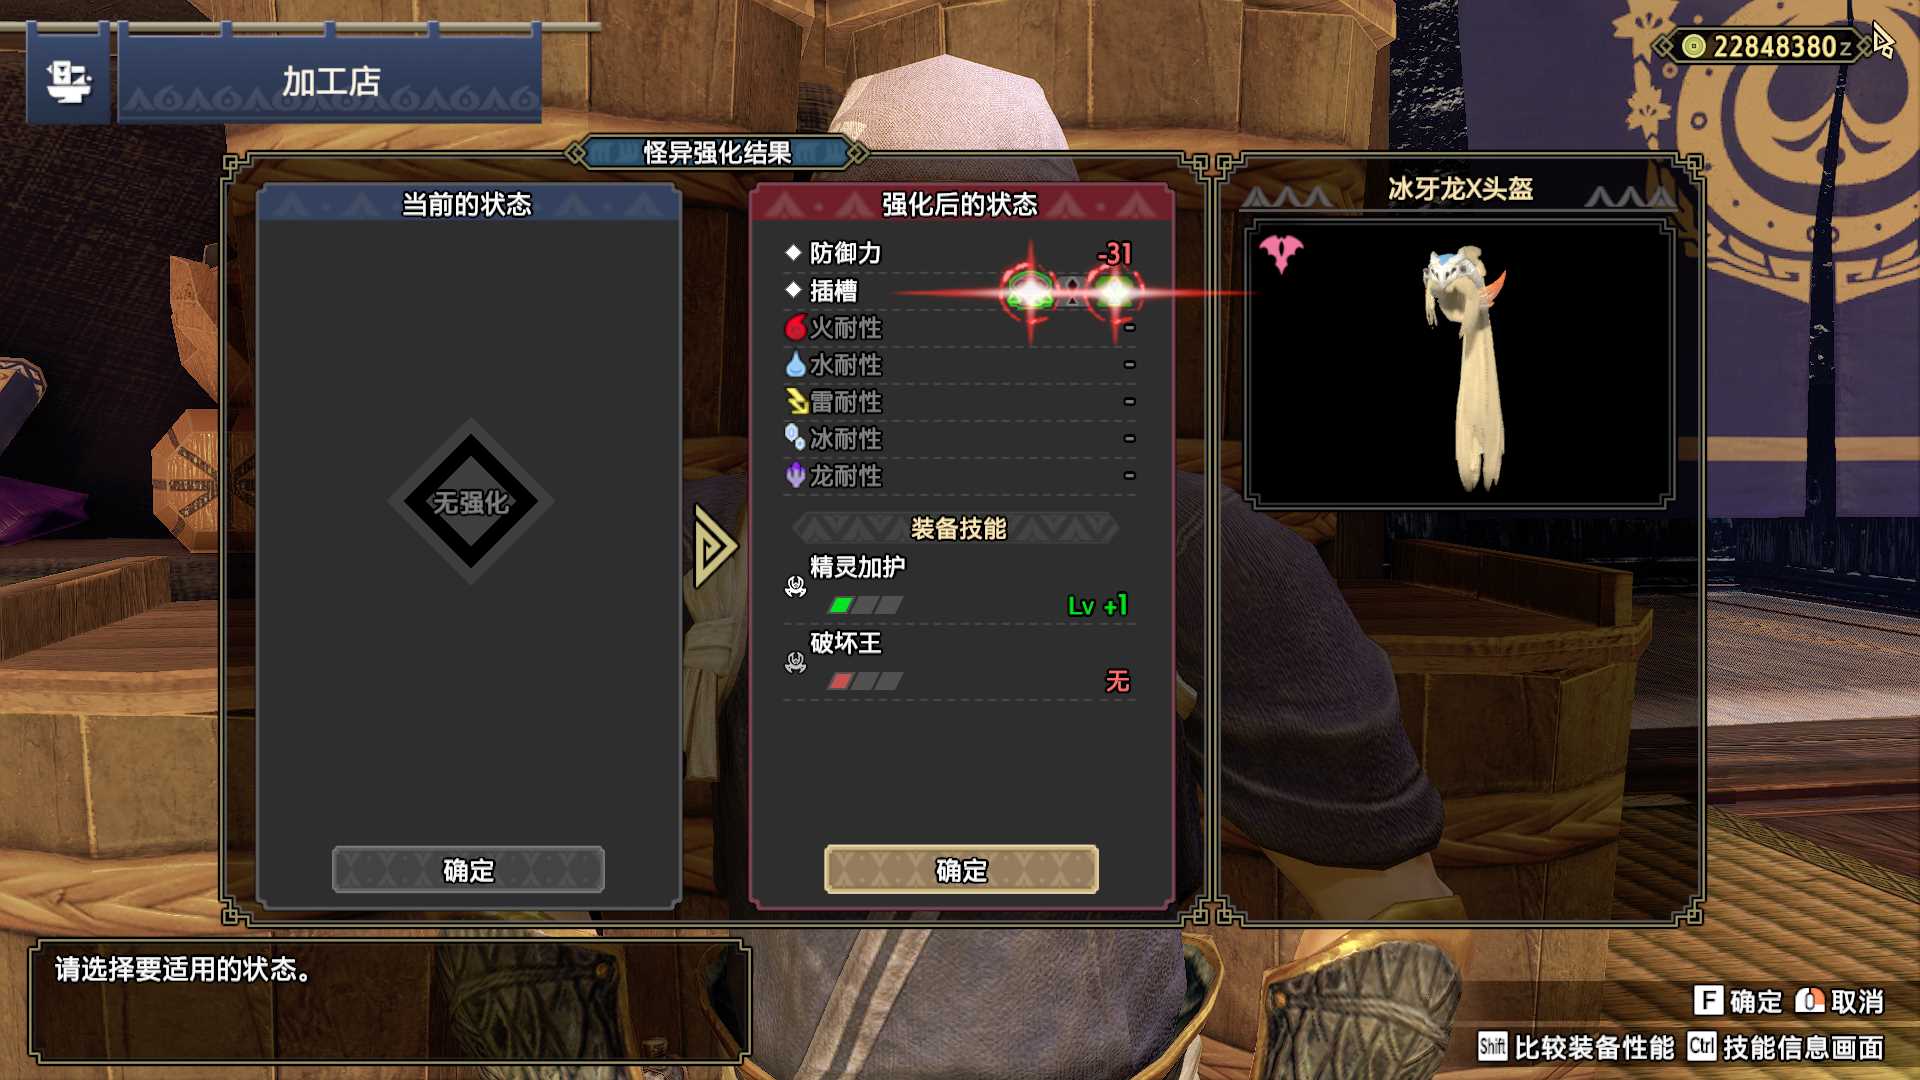 加工店
22848380z
怪异强化结果
当前的状态
无强化
确定
强化后的状态
防御力 -31
插槽
火耐性 -
水耐性 -
雷耐性 -
冰耐性 -
龙耐性 -
装备技能
精灵加护
Lv +1
破坏王
无
确定
冰牙龙X头盔
请选择要适用的状态。
F 确定 取消
Shift 比较装备性能 Ctrl 技能信息画面